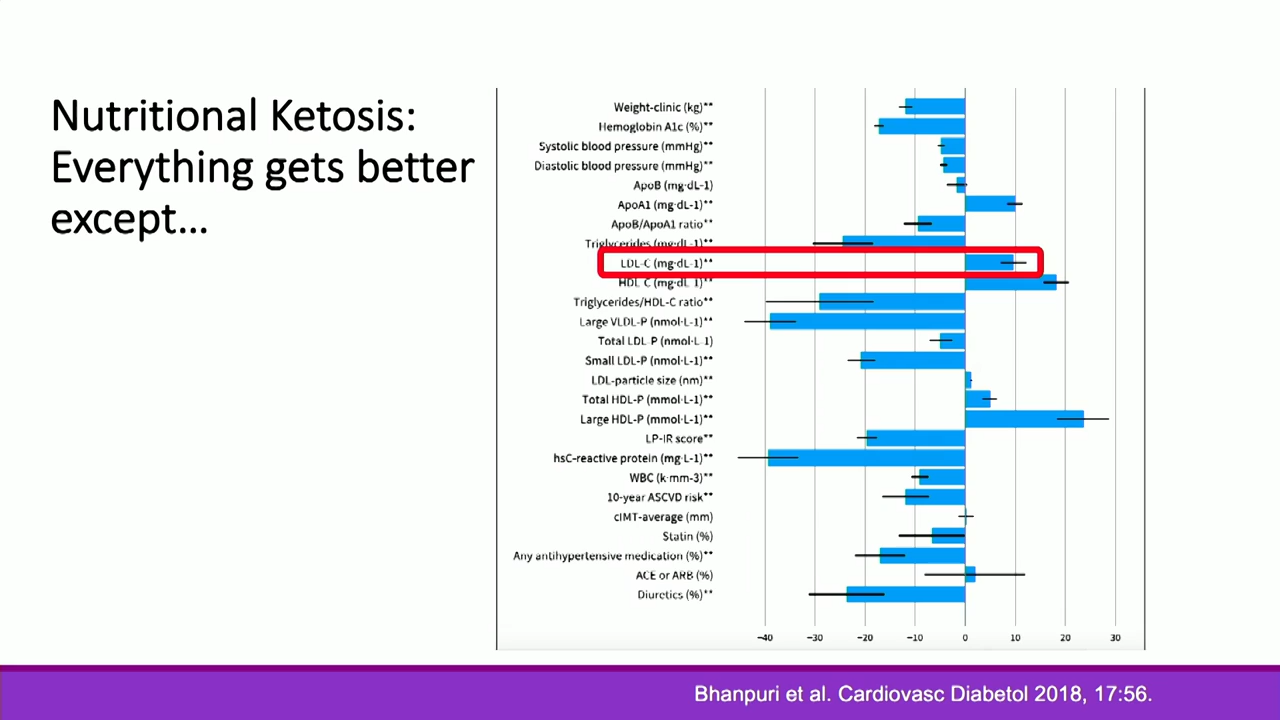 Nutritional Ketosis:
Everything gets better
except...
Weight-clinic (kg)**
Hemoglobin A1c (%)**
Systolic blood pressure (mmHg)**
Diastolic blood pressure (mmHg)**
ApoB (mg·dL-1)
ApoA1 (mg·dL-1)**
ApoB/ApoA1 ratio**
Triglycerides (mg·dL-1)**
LDL-C (mg·dL-1)**
HDL-C (mg·dL-1)**
Triglycerides/HDL-C ratio**
Large VLDL-P (nmol·L-1)**
Total LDL-P (nmol·L-1)
Small LDL-P (nmol·L-1)**
LDL-particle size (nm)**
Total HDL-P (mmol·L-1)**
Large HDL-P (mmol·L-1)**
LP-IR score**
hsC-reactive protein (mg·L-1)**
WBC (k·mm-3)**
10-year ASCVD risk**
cIMT-average (mm)
Statin (%)
Any antihypertensive medication (%)**
ACE or ARB (%)
Diuretics (%)**
−40 −30 −20 −10 0 10 20 30
Bhanpuri et al. Cardiovasc Diabetol 2018, 17:56.